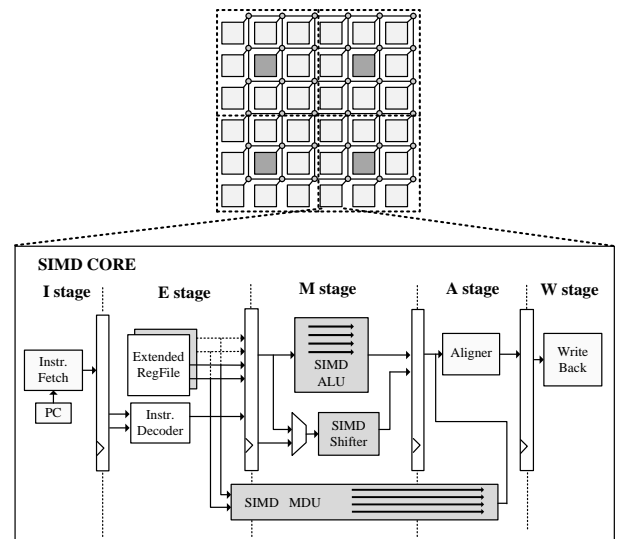 SIMD CORE
I stage
E stage
M stage
A stage
W stage
Instr.
Fetch
PC
Extended
RegFile
Instr.
Decoder
SIMD
ALU
SIMD
Shifter
Aligner
Write
Back
SIMD MDU